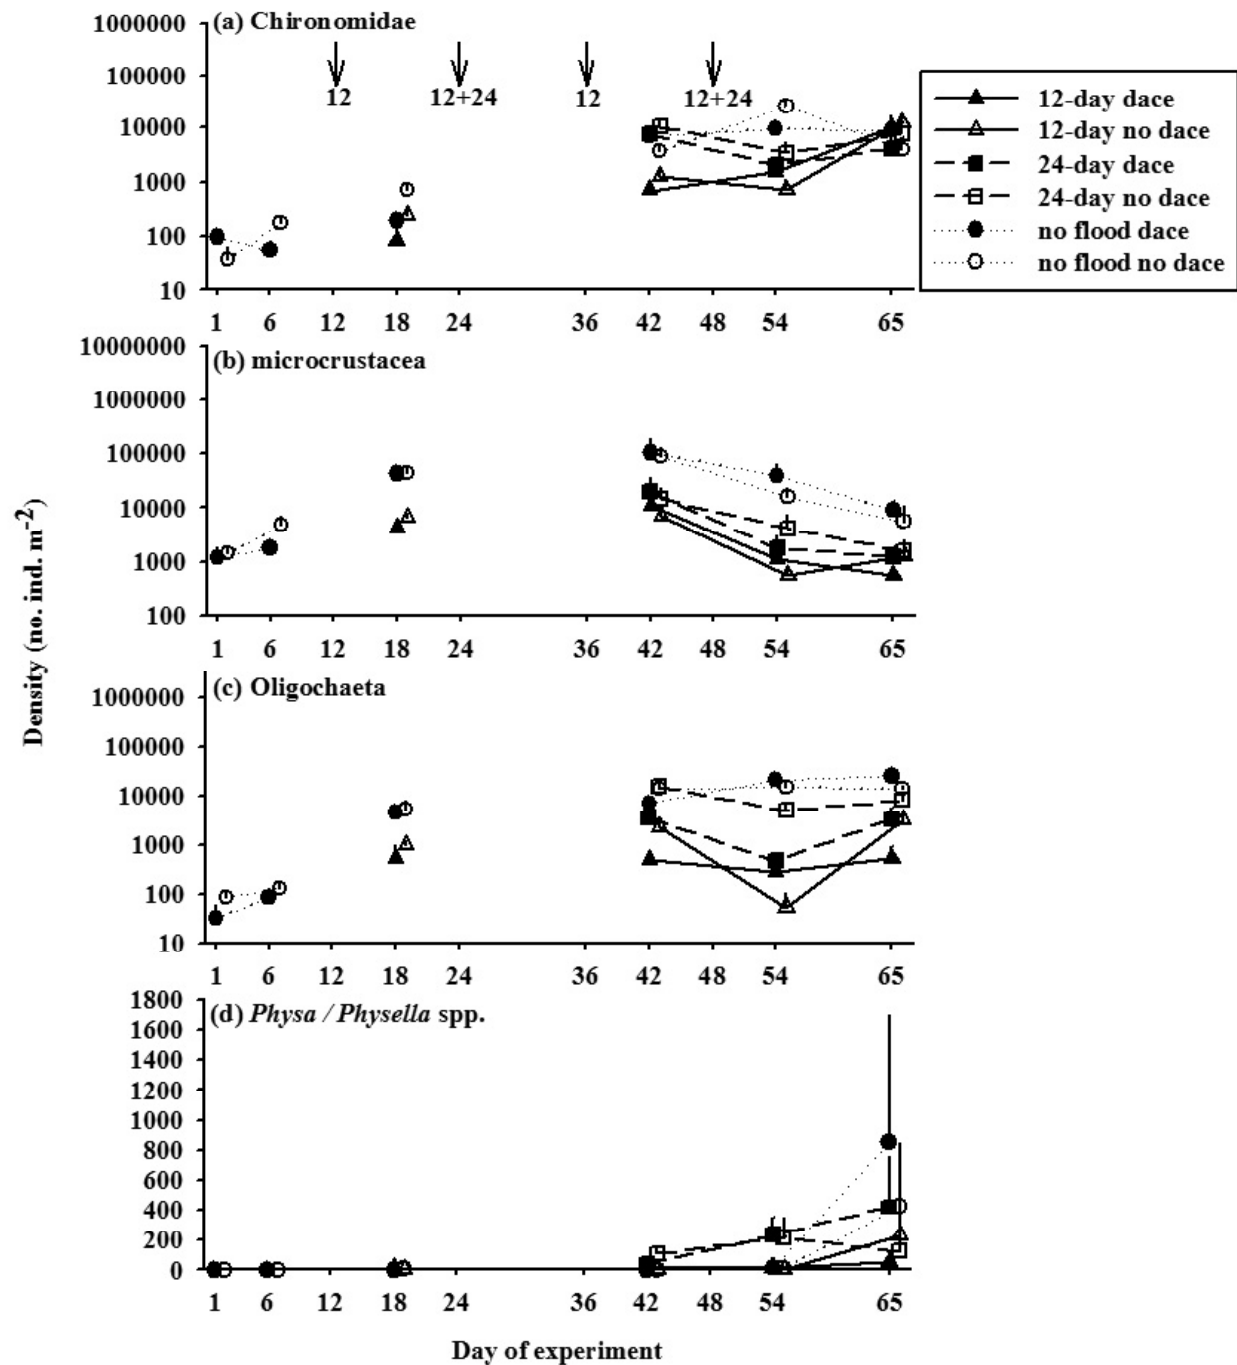 (a) Chironomidae
1000000
100000
10000
1000
100
10
12
12+24
12
12+24
1 6 12 18 24 36 42 48 54 65
12-day dace
12-day no dace
24-day dace
24-day no dace
no flood dace
no flood no dace
(b) microcrustacea
10000000
1000000
100000
10000
1000
100
1 6 12 18 24 36 42 48 54 65
(c) Oligochaeta
1000000
100000
10000
1000
100
10
1 6 12 18 24 36 42 48 54 65
(d) Physa / Physella spp.
1800
1600
1400
1200
1000
800
600
400
200
0
1 6 12 18 24 36 42 48 54 65
Density (no. ind. m⁻²)
Day of experiment